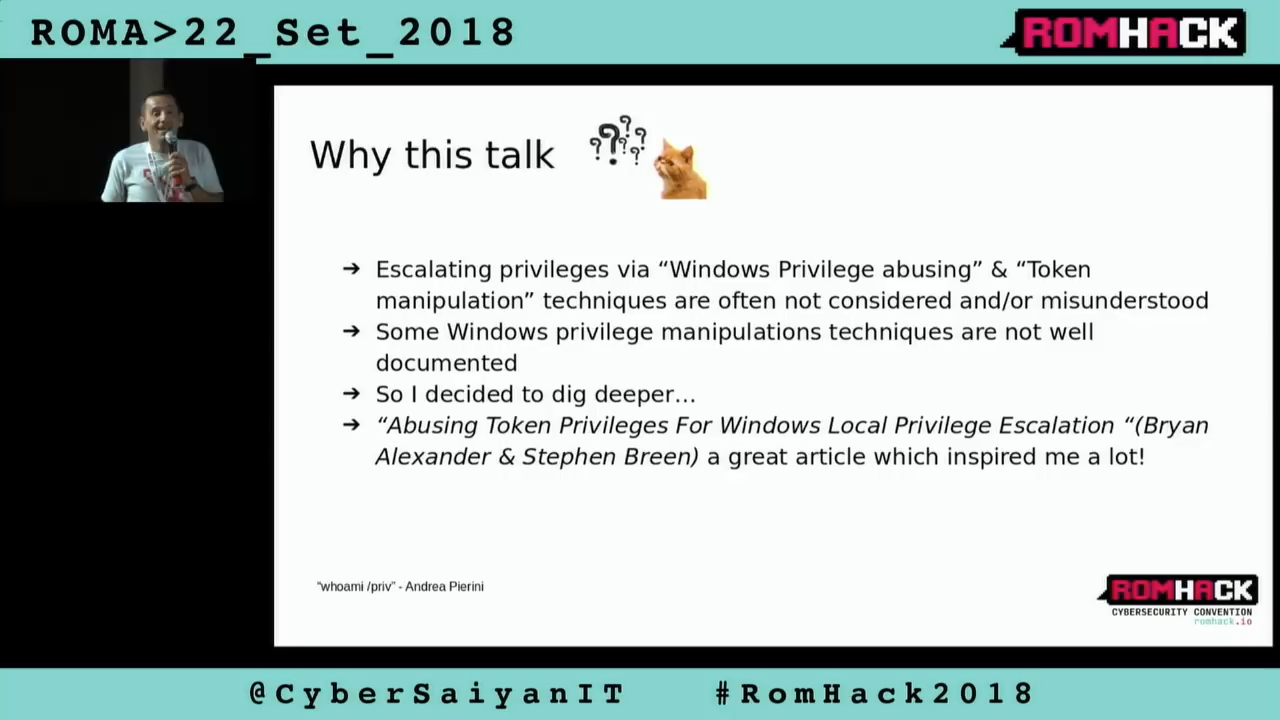 ROMA>22_Set_2018
ROMHACK
Why this talk
?????
➔ Escalating privileges via “Windows Privilege abusing” & “Token
manipulation” techniques are often not considered and/or misunderstood
➔ Some Windows privilege manipulations techniques are not well
documented
➔ So I decided to dig deeper…
➔ “Abusing Token Privileges For Windows Local Privilege Escalation “(Bryan
Alexander & Stephen Breen) a great article which inspired me a lot!
“whoami /priv” - Andrea Pierini
ROMHACK
CYBERSECURITY CONVENTION
romhack.io
@CyberSaiyanIT #RomHack2018